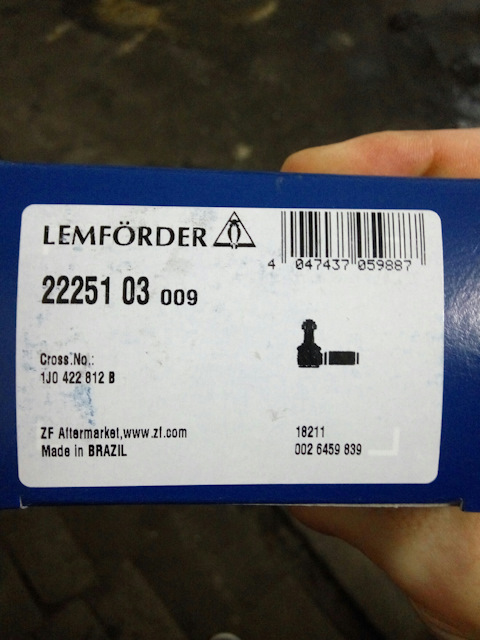 LEMFÖRDER
4 047437 059887
22251 03 009
Cross.No.:
1J0 422 812 B
ZF Aftermarket,www.zf.com
Made in BRAZIL
18211
002 6459 839